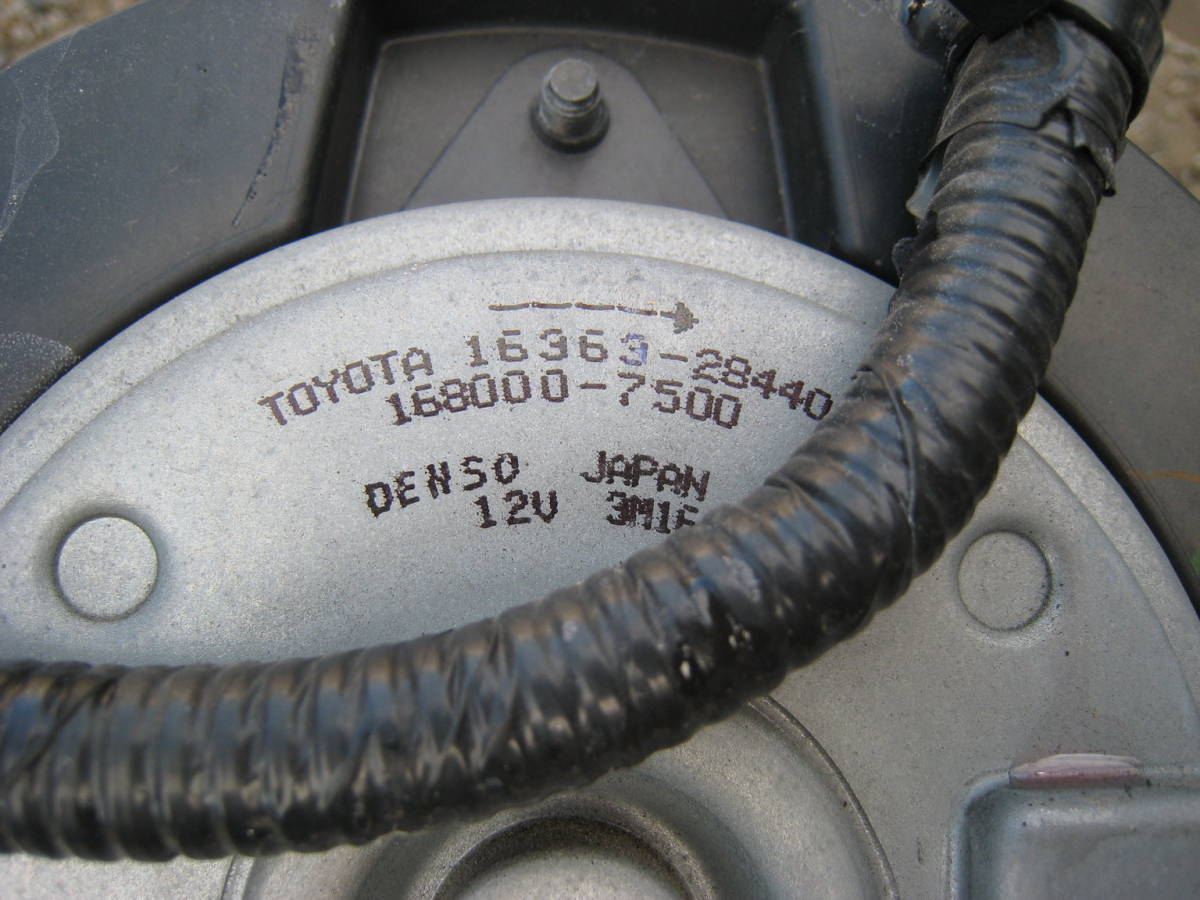 TOYOTA 16363-28440
168000-7500
DENSO JAPAN
12V